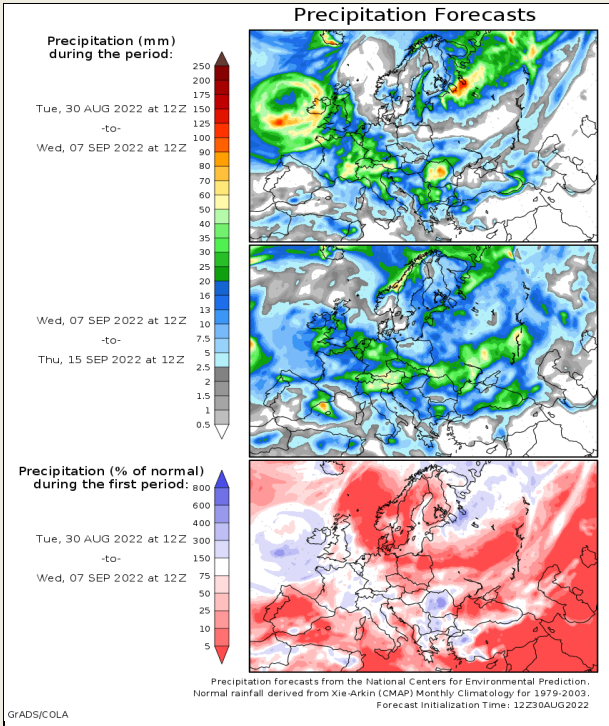 Precipitation Forecasts
Precipitation (mm)
during the period:
Tue, 30 AUG 2022 at 12Z
-to-
Wed, 07 SEP 2022 at 12Z
250
200
175
150
125
100
90
80
70
60
50
40
35
30
25
20
16
13
10
7.5
5
2.5
2
1.5
1
0.5
Wed, 07 SEP 2022 at 12Z
-to-
Thu, 15 SEP 2022 at 12Z
Precipitation (% of normal)
during the first period:
Tue, 30 AUG 2022 at 12Z
-to-
Wed, 07 SEP 2022 at 12Z
800
600
400
300
150
75
50
25
10
5
Precipitation forecasts from the National Centers for Environmental Prediction.
Normal rainfall derived from Xie-Arkin (CMAP) Monthly Climatology for 1979-2003.
Forecast Initialization Time: 12Z30AUG2022
GrADS/COLA